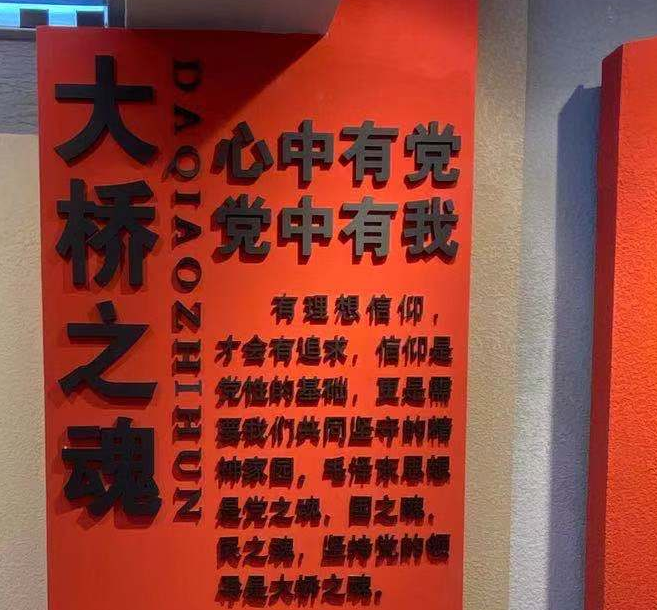 大桥之魂
DAQIAOZHIHUN
心中有党
党中有我
有理想信仰，
才会有追求，信仰是
党性的基础，更是需
要我们共同坚守的精
神家园，毛泽东思想
是党之魂，国之魂，
民之魂，坚持党的领
导是大桥之魂。